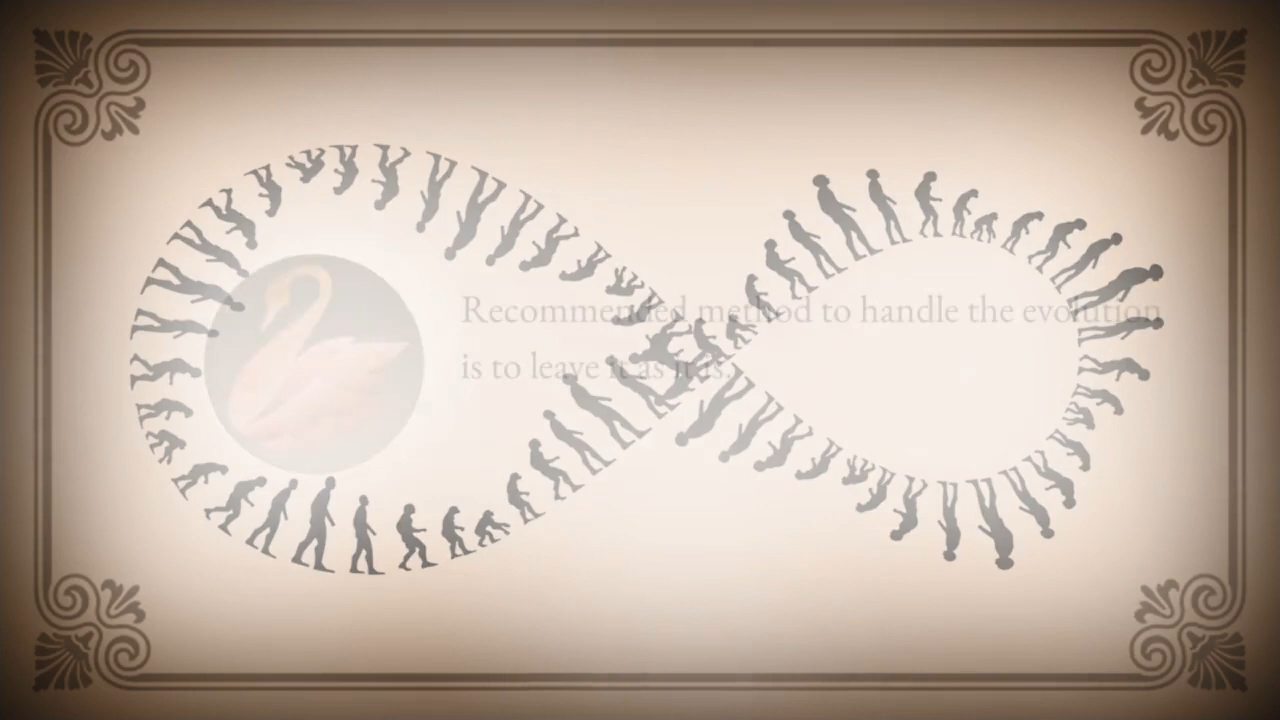 Recommended method to handle the evolution
is to leave it as it is.